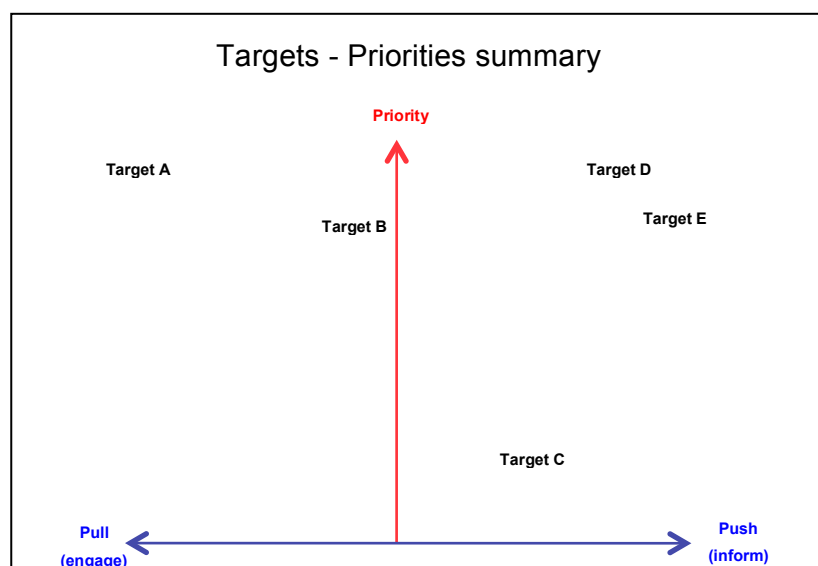 Targets - Priorities summary
Priority
Target A
Target D
Target E
Target B
Target C
Pull
(engage)
Push
(inform)